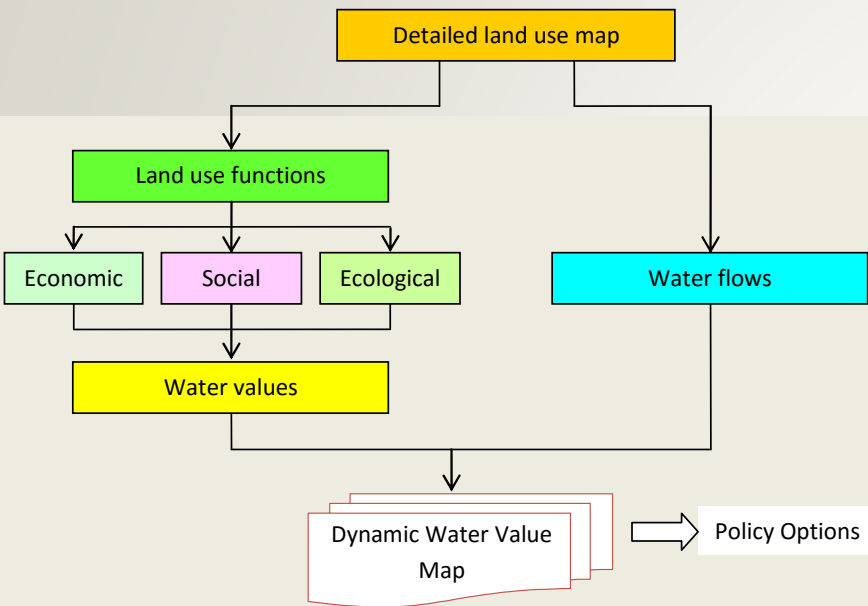 Detailed land use map
Land use functions
Economic
Social
Ecological
Water flows
Water values
Dynamic Water Value
Map
Policy Options